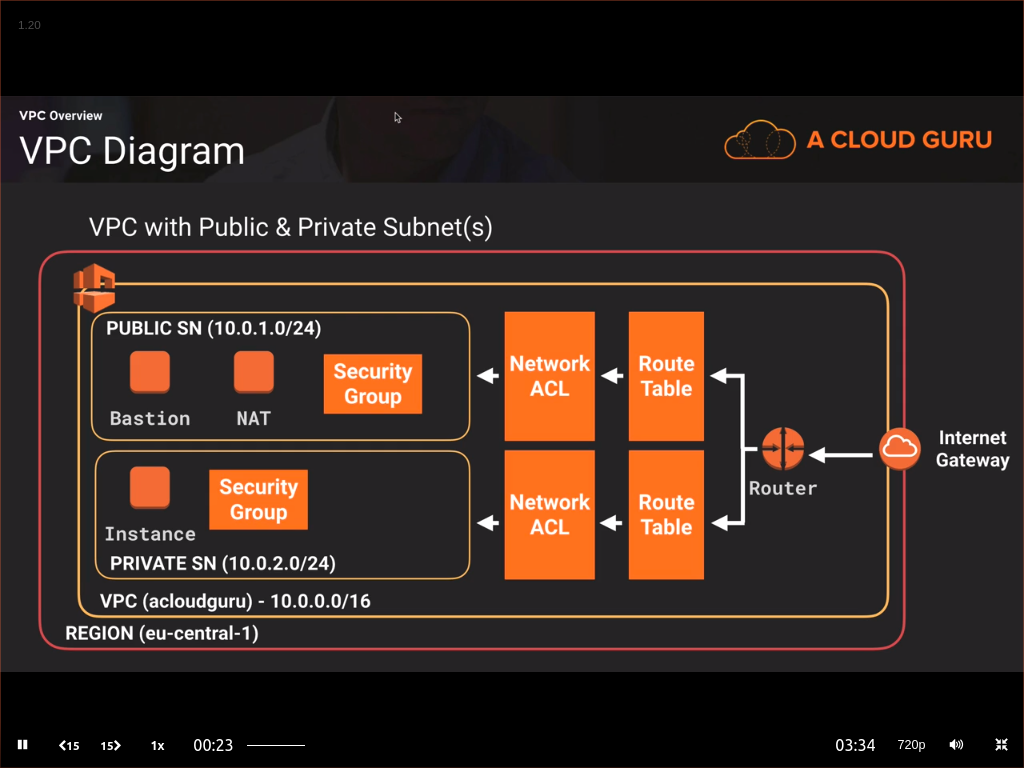 1.20
VPC Overview
VPC Diagram
A CLOUD GURU
VPC with Public & Private Subnet(s)
PUBLIC SN (10.0.1.0/24)
Bastion
NAT
Security
Group
Network
ACL
Route
Table
Instance
Security
Group
PRIVATE SN (10.0.2.0/24)
Network
ACL
Route
Table
Router
Internet
Gateway
VPC (acloudguru) - 10.0.0.0/16
REGION (eu-central-1)
15
15
1x
00:23
03:34
720p